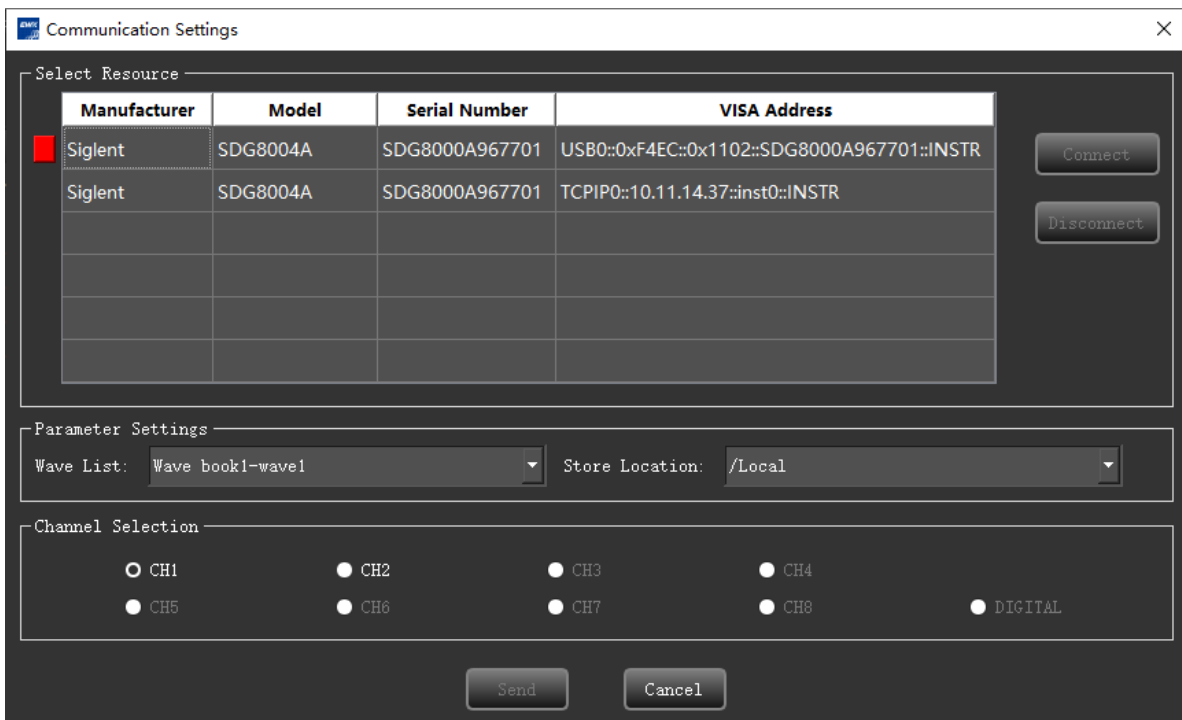 Communication Settings
Select Resource
Manufacturer Model Serial Number VISA Address
Siglent SDG8004A SDG8000A967701 USB0::0xF4EC::0x1102::SDG8000A967701::INSTR
Connect
Siglent SDG8004A SDG8000A967701 TCPIP0::10.11.14.37::inst0::INSTR
Disconnect
Parameter Settings
Wave List: Wave book1-wave1 Store Location: /Local
Channel Selection
CH1 CH2 CH3 CH4
CH5 CH6 CH7 CH8 DIGITAL
Send Cancel